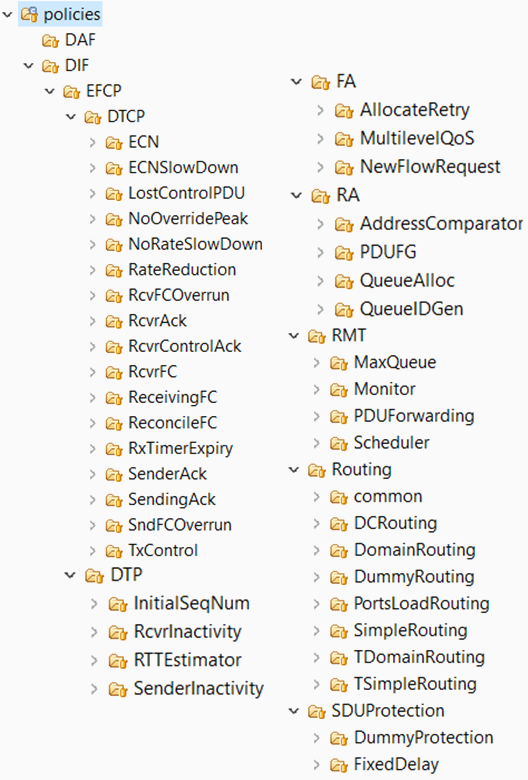 policies
DAF
DIF
EFCP
DTCP
ECN
ECNSlowDown
LostControlPDU
NoOverridePeak
NoRateSlowDown
RateReduction
RcvFCOverrun
RcvrAck
RcvrControlAck
RcvrFC
ReceivingFC
ReconcileFC
RxTimerExpiry
SenderAck
SendingAck
SndFCOverrun
TxControl
DTP
InitialSeqNum
RcvrInactivity
RTTEstimator
SenderInactivity
FA
AllocateRetry
MultilevelQoS
NewFlowRequest
RA
AddressComparator
PDUFG
QueueAlloc
QueueIDGen
RMT
MaxQueue
Monitor
PDUForwarding
Scheduler
Routing
common
DCRouting
DomainRouting
DummyRouting
PortsLoadRouting
SimpleRouting
TDomainRouting
TSimpleRouting
SDUProtection
DummyProtection
FixedDelay